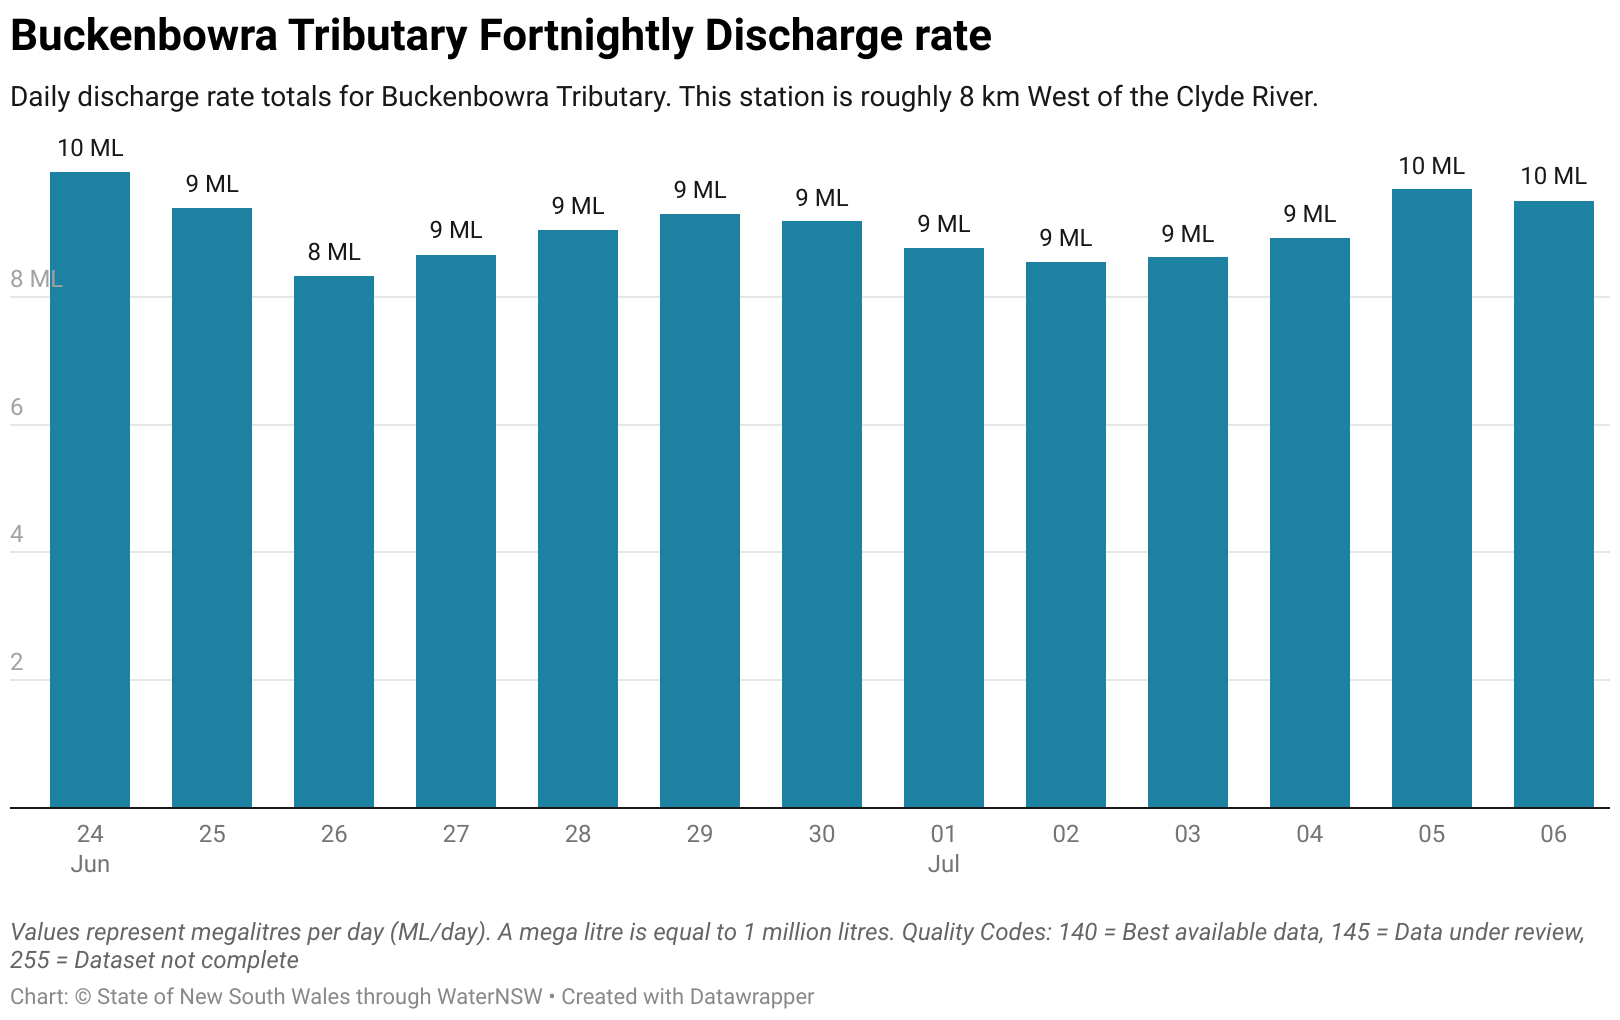 Buckenbowra Tributary Fortnightly Discharge rate
Daily discharge rate totals for Buckenbowra Tributary. This station is roughly 8 km West of the Clyde River.
10 ML
9 ML
8 ML
9 ML
9 ML
9 ML
9 ML
9 ML
9 ML
9 ML
9 ML
10 ML
10 ML
8 ML
6
4
2
24 25 26 27 28 29 30 01 02 03 04 05 06
Jun Jul
Values represent megalitres per day (ML/day). A mega litre is equal to 1 million litres. Quality Codes: 140 = Best available data, 145 = Data under review,
255 = Dataset not complete
Chart: © State of New South Wales through WaterNSW • Created with Datawrapper